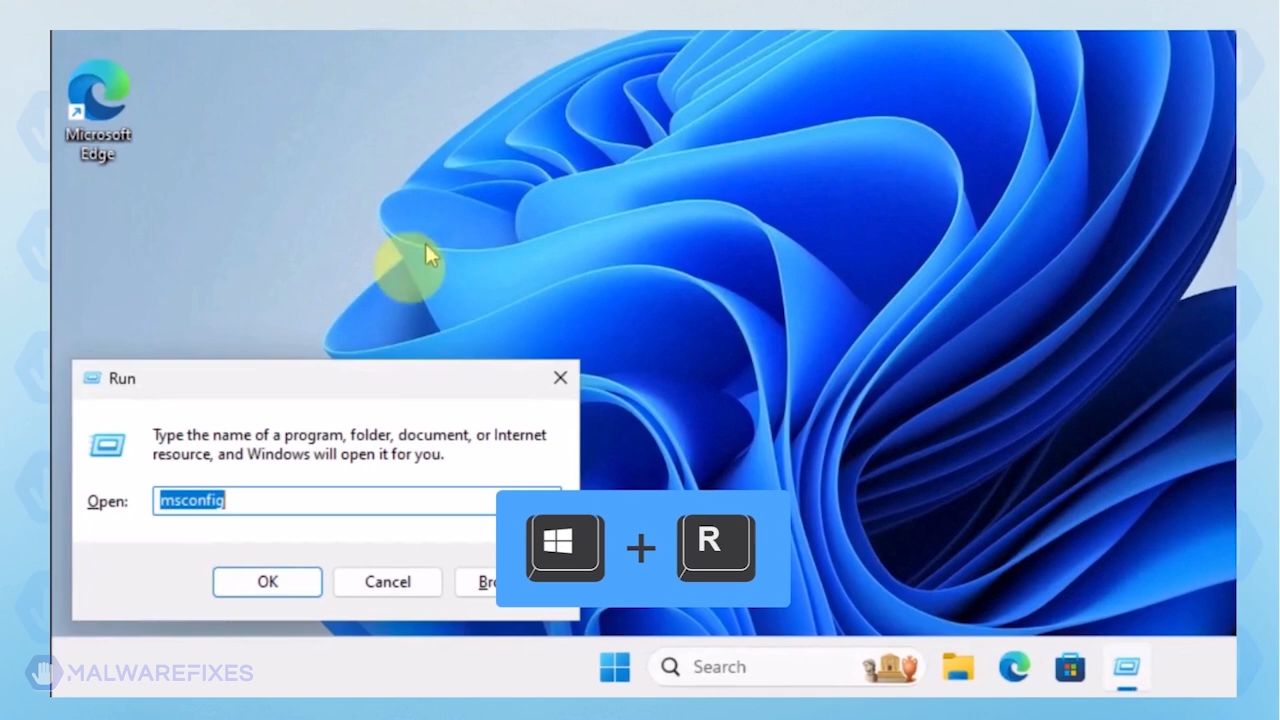 Microsoft
Edge
Run
Type the name of a program, folder, document, or Internet
resource, and Windows will open it for you.
Open:
msconfig
OK
Cancel
+
R
Search
MALWAREFIXES